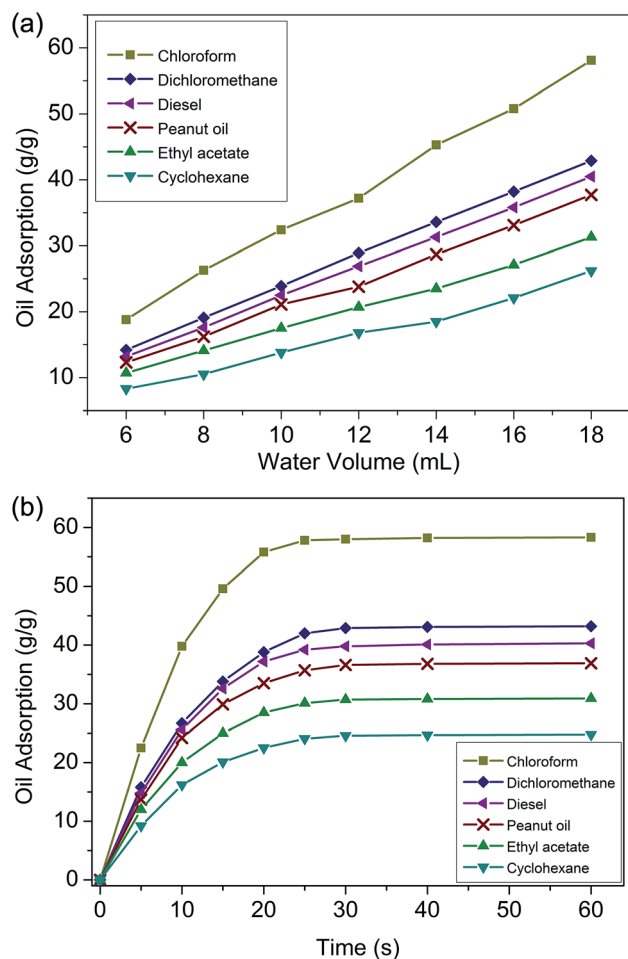 (a)
60
50
40
30
20
10
Oil Adsorption (g/g)
Chloroform
Dichloromethane
Diesel
Peanut oil
Ethyl acetate
Cyclohexane
6 8 10 12 14 16 18
Water Volume (mL)
(b)
60
50
40
30
20
10
0
Oil Adsorption (g/g)
Chloroform
Dichloromethane
Diesel
Peanut oil
Ethyl acetate
Cyclohexane
0 10 20 30 40 50 60
Time (s)